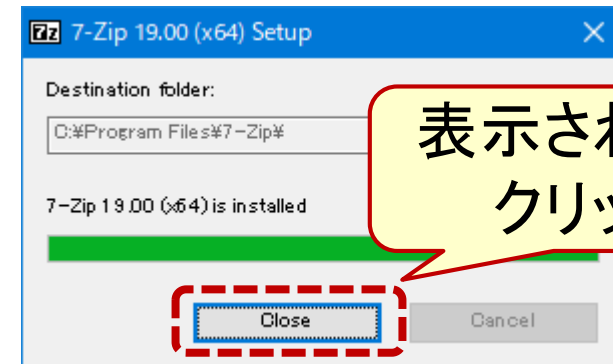 7z 7-Zip 19.00 (x64) Setup
Destination folder:
C:¥Program Files¥7-Zip¥
表示さ
クリッ
7-Zip 19.00 (x64) is installed
Close
Cancel